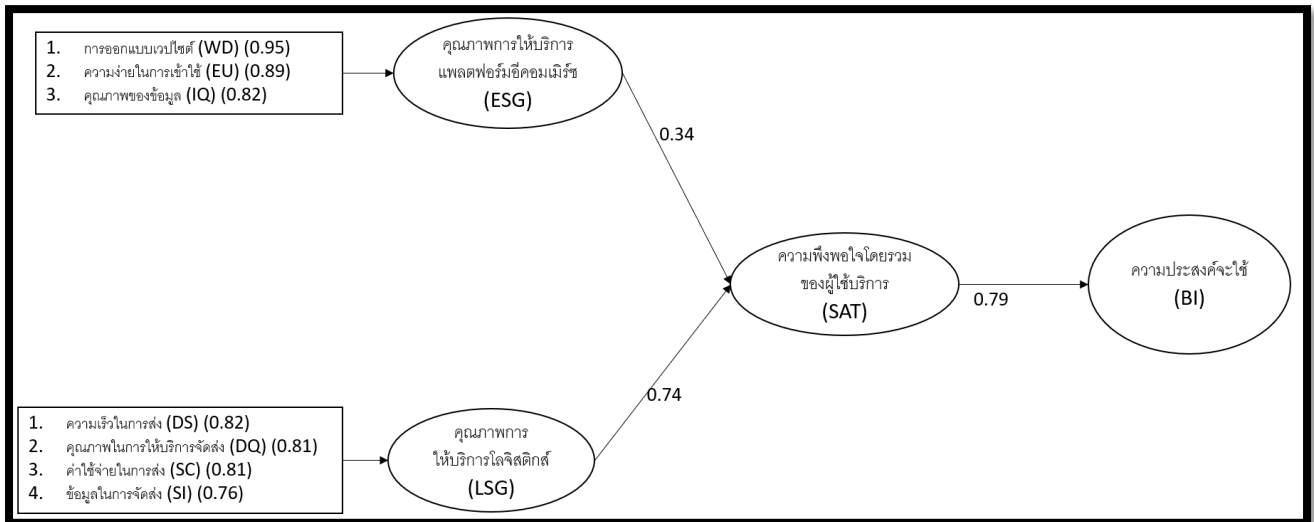 1. การออกแบบเวปไซต์ (WD) (0.95)
2. ความง่ายในการเข้าใช้ (EU) (0.89)
3. คุณภาพของข้อมูล (IQ) (0.82)
คุณภาพการให้บริการ
แพลตฟอร์มอีคอมเมิร์ซ
(ESG)
0.34
ความพึงพอใจโดยรวม
ของผู้ใช้บริการ
(SAT)
0.79
ความประสงค์จะใช้
(BI)
0.74
1. ความเร็วในการส่ง (DS) (0.82)
2. คุณภาพในการให้บริการจัดส่ง (DQ) (0.81)
3. ค่าใช้จ่ายในการส่ง (SC) (0.81)
4. ข้อมูลในการจัดส่ง (SI) (0.76)
คุณภาพการ
ให้บริการโลจิสติกส์
(LSG)